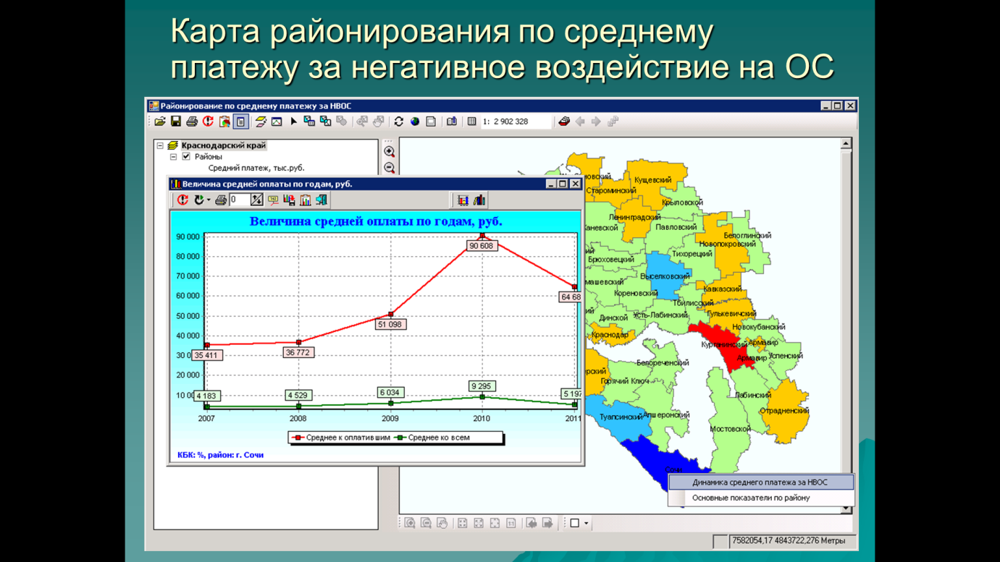 Карта районирования по среднему
платежу за негативное воздействие на ОС
Районирование по среднему платежу за НВОС
1: 2 902 328
Краснодарский край
Районы
Средний платеж, тыс.руб.
Величина средней оплаты по годам, руб.
0
Величина средней оплаты по годам, руб.
90 000
80 000
70 000
60 000
50 000
40 000
20 000
90 608
64 68
51 098
35 411
36 772
4 183
4 529
6 034
9 295
5 197
2007
2008
2009
2010
2011
Среднее к оплатившим
Среднее ко всем
КБК: %, район: г. Сочи
Кущевский
Староминский
Крыловской
Ленинградский
Павловский
Каневской
Белоглинский
Новопокровский
Тихорецкий
Брюховецкий
Выселковский
Кавказский
Кореновский
Тбилисский
Гулькевичский
Динской
Усть-Лабинский
Новокубанский
Краснодар
Курганинский
Армавир
Армавир
Успенский
Белореченский
Горячий Ключ
Лабинский
Отрадненский
Туапсинский
Апшеронский
Мостовской
Сочи
Динамика среднего платежа за НВОС
Основные показатели по району
7582054,17 4843722,276 Метры